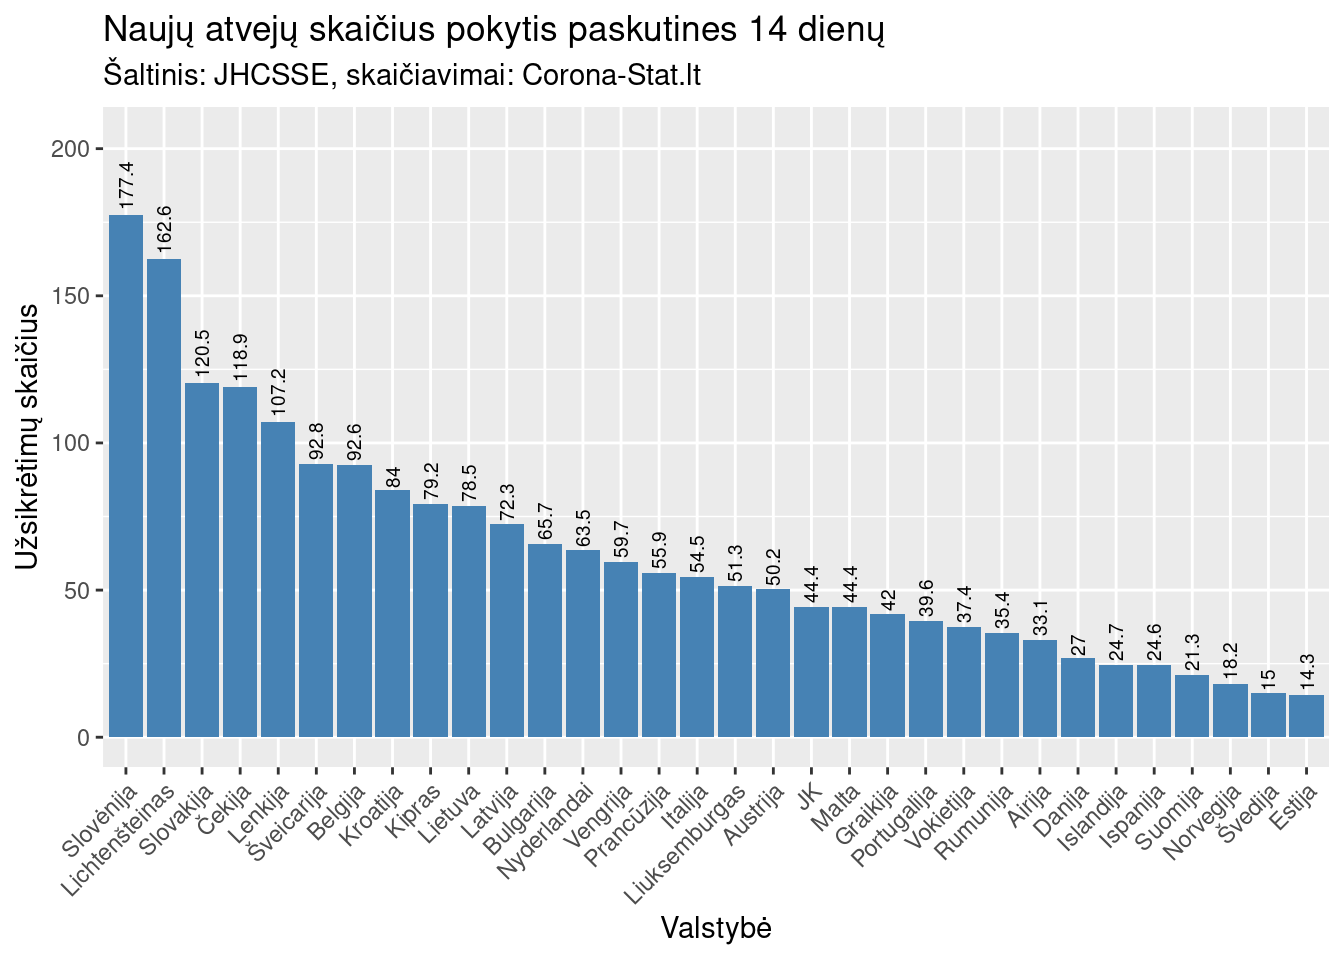 Naujų atvejų skaičius pokytis paskutines 14 dienų
Šaltinis: JHCSSE, skaičiavimai: Corona-Stat.lt
Užsikrėtimų skaičius
200
150
100
50
0
177.4
162.6
120.5
118.9
107.2
92.8
92.6
84
79.2
78.5
72.3
65.7
63.5
59.7
55.9
54.5
51.3
50.2
44.4
44.4
42
39.6
37.4
35.4
33.1
27
24.7
24.6
21.3
18.2
15
14.3
Slovėnija
Lichtenšteinas
Slovakija
Čekija
Lenkija
Šveicarija
Belgija
Kroatija
Kipras
Lietuva
Latvija
Bulgarija
Nyderlandai
Vengrija
Prancūzija
Italija
Liuksemburgas
Austrija
JK
Malta
Graikija
Portugalija
Vokietija
Rumunija
Airija
Danija
Islandija
Ispanija
Suomija
Norvegija
Švedija
Estija
Valstybė